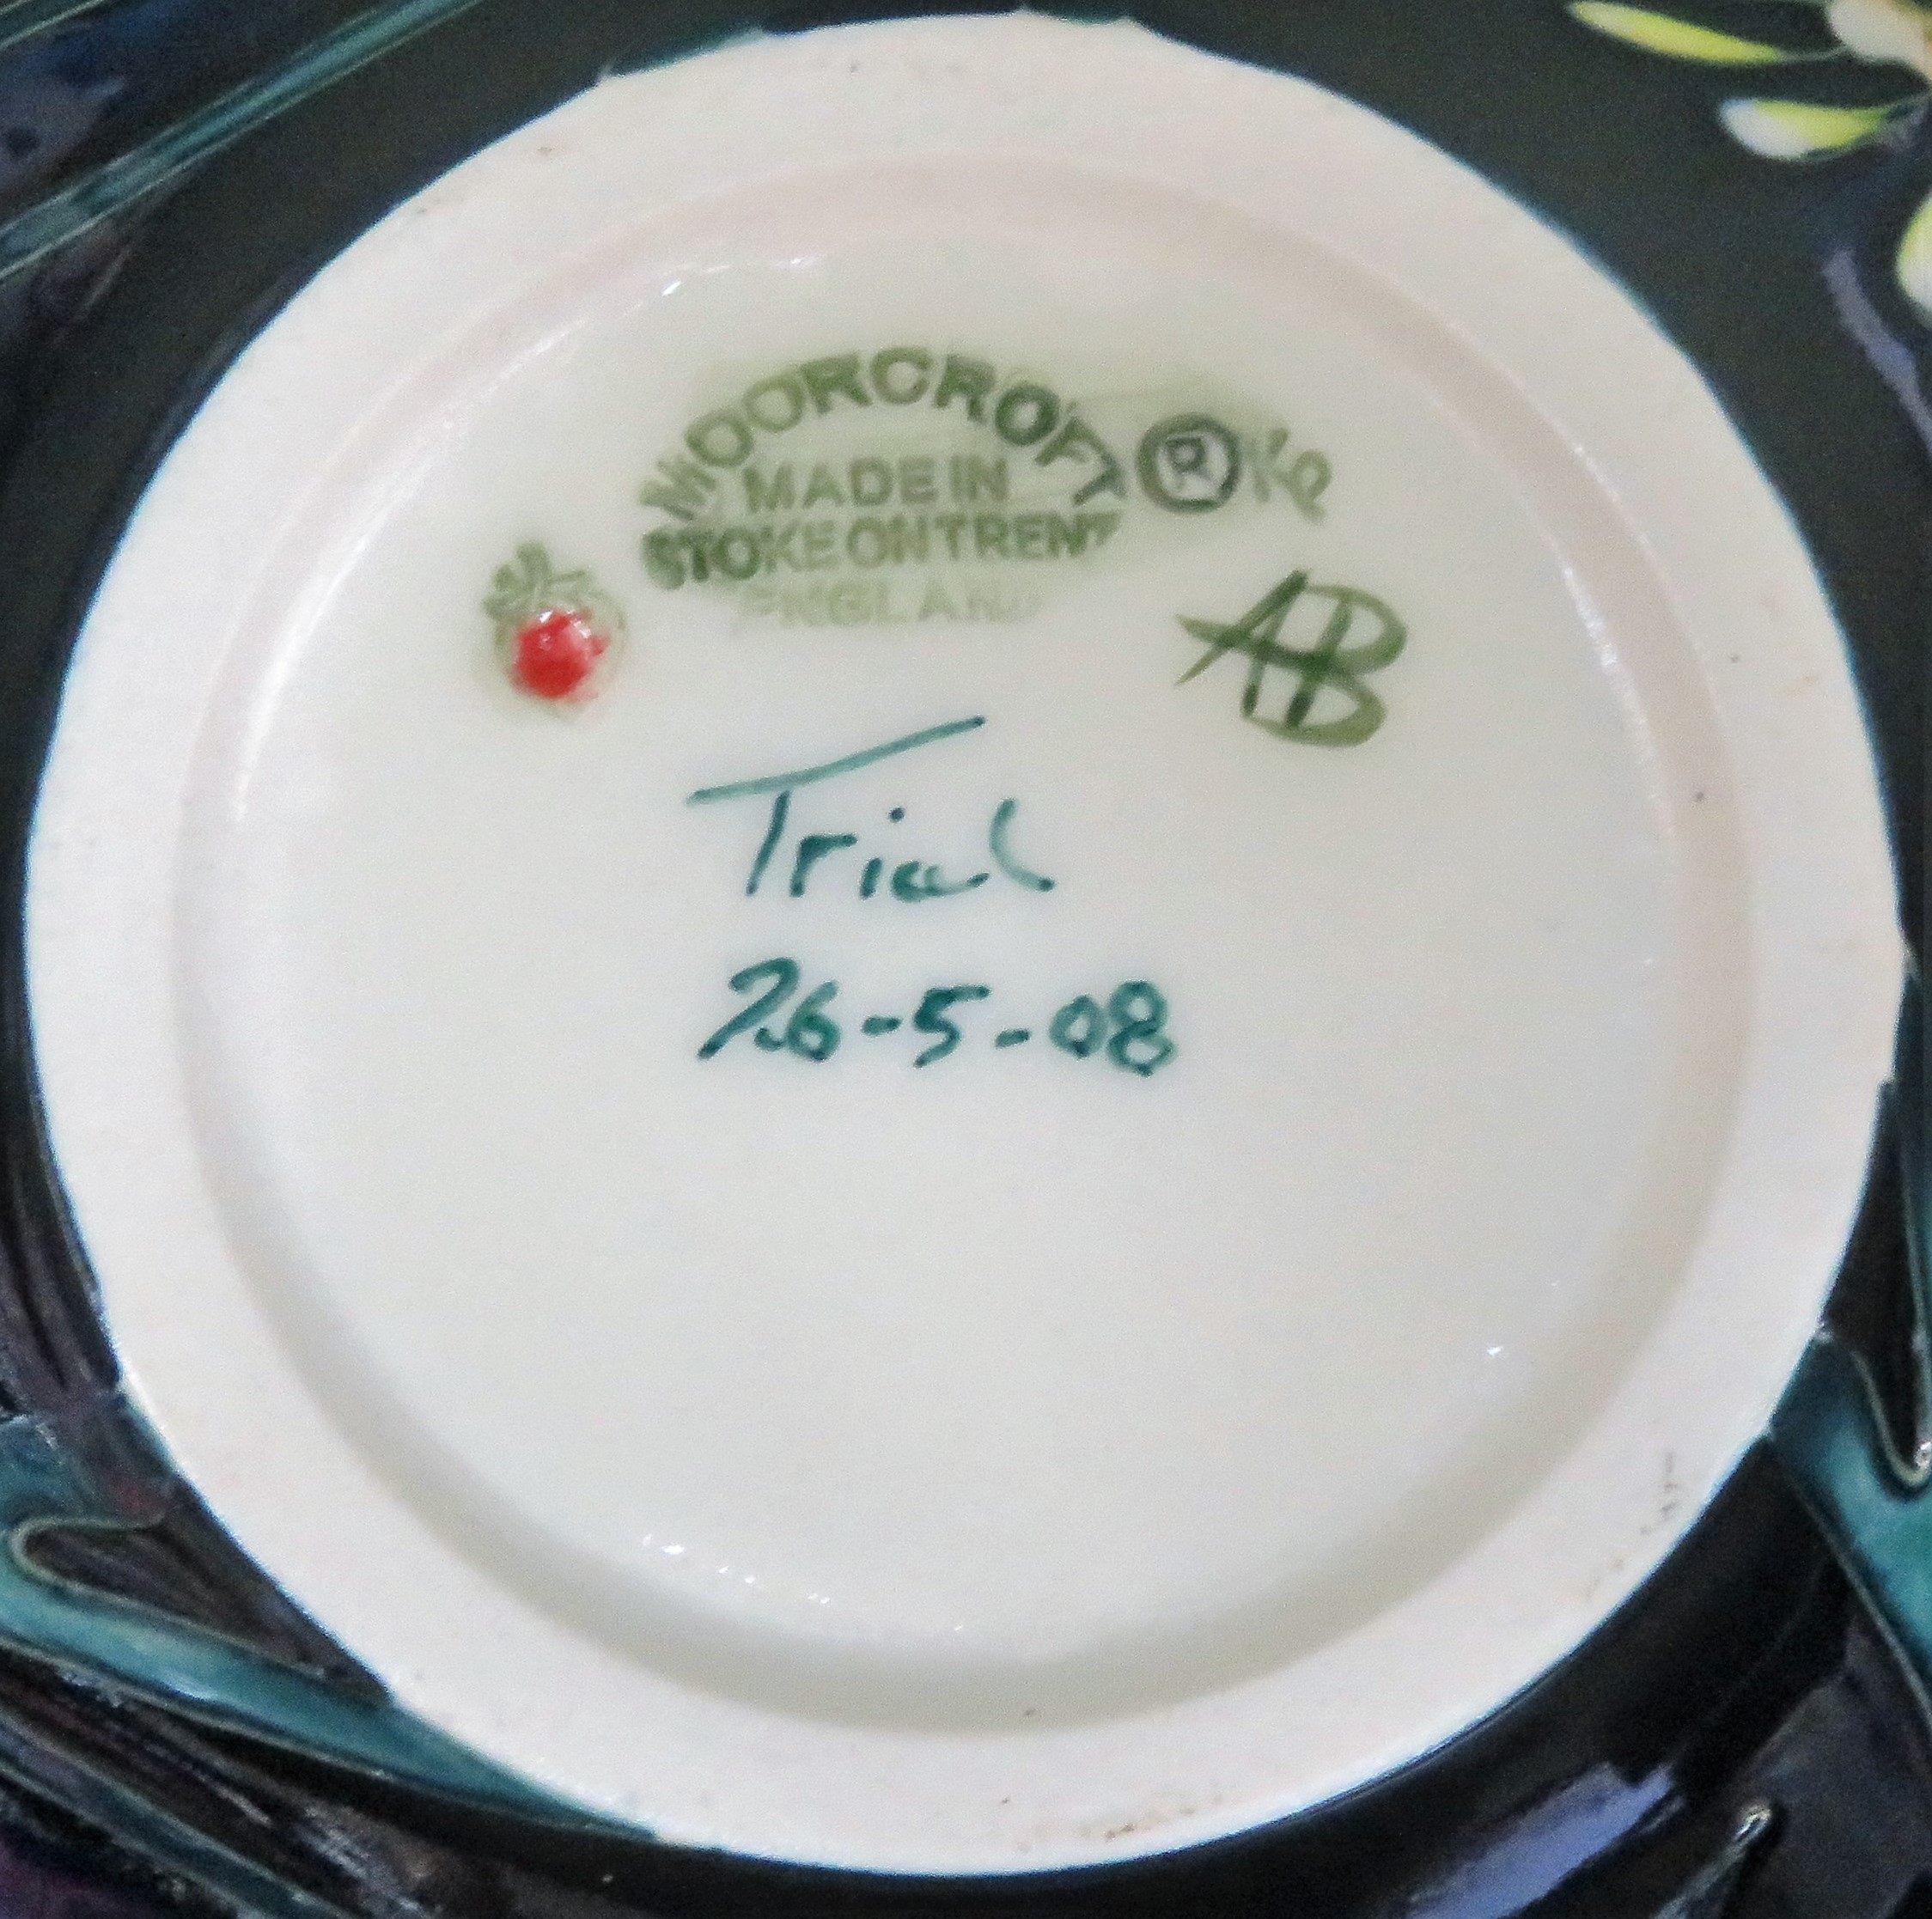 MOORCROFT ®
MADE IN
STOKE ON TRENT
ENGLAND
AB
Trial
26-5-08